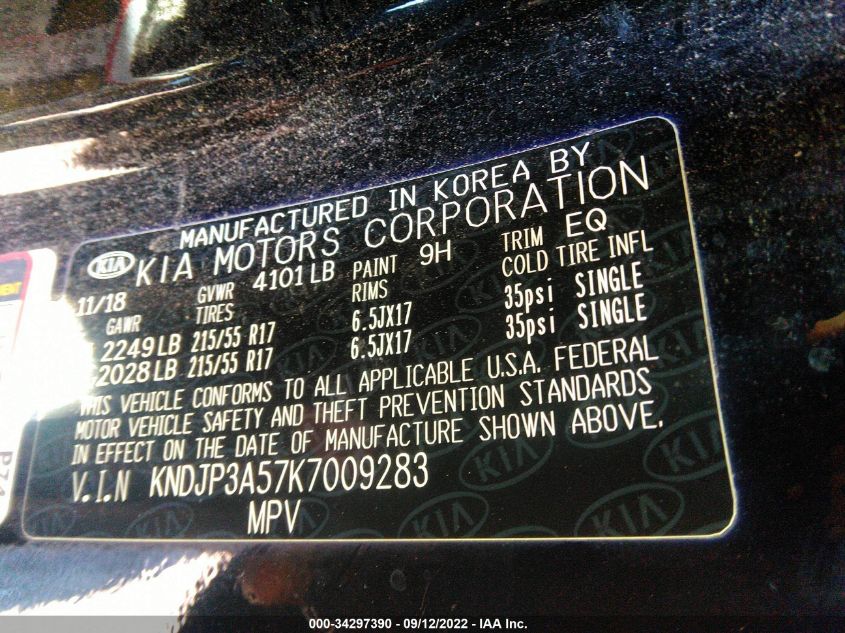 MANUFACTURED IN KOREA BY
KIA KIA MOTORS CORPORATION
11/18 GVWR 4101 LB PAINT 9H TRIM EQ
GAWR TIRES RIMS COLD TIRE INFL
2249 LB 215/55 R17 6.5JX17 35psi SINGLE
2028 LB 215/55 R17 6.5JX17 35psi SINGLE
THIS VEHICLE CONFORMS TO ALL APPLICABLE U.S.A. FEDERAL
MOTOR VEHICLE SAFETY AND THEFT PREVENTION STANDARDS
IN EFFECT ON THE DATE OF MANUFACTURE SHOWN ABOVE.
V.I.N KNDJP3A57K7009283
MPV
000-34297390 - 09/12/2022 - IAA Inc.